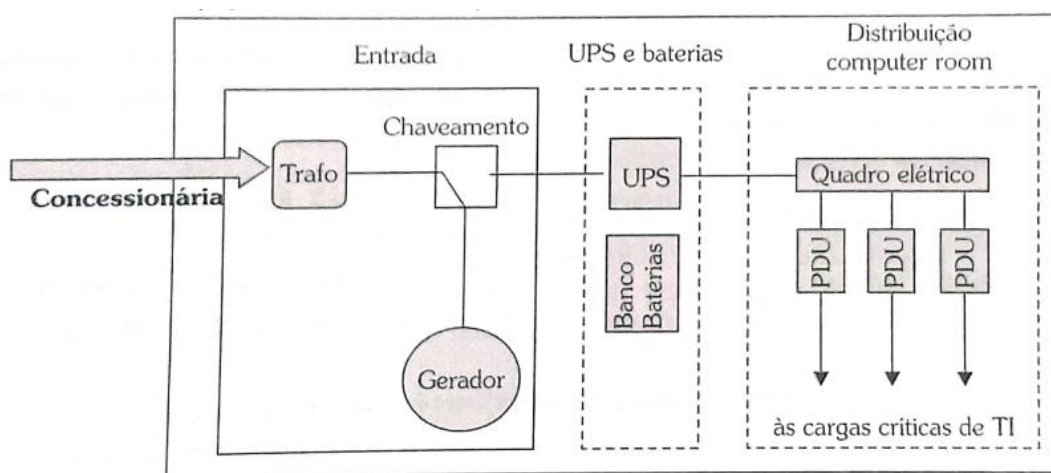 Entrada
UPS e baterias
Distribuição
computer room
Chaveamento
Concessionária
Trafo
UPS
Quadro elétrico
Banco
Baterias
PDU
PDU
PDU
Gerador
às cargas criticas de TI